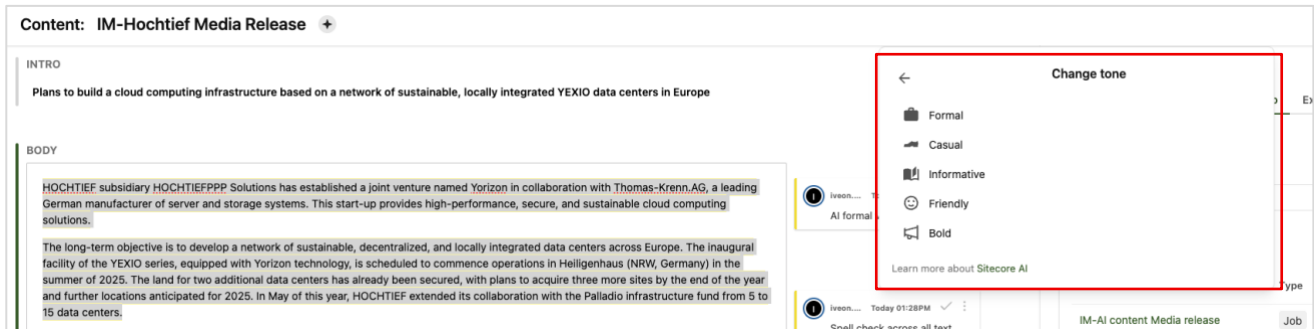 Content: IM-Hochtief Media Release +
INTRO
Plans to build a cloud computing infrastructure based on a network of sustainable, locally integrated YEXIO data centers in Europe
BODY
HOCHTIEF subsidiary HOCHTIEFPPP Solutions has established a joint venture named Yorizon in collaboration with Thomas-Krenn.AG, a leading
German manufacturer of server and storage systems. This start-up provides high-performance, secure, and sustainable cloud computing
solutions.
The long-term objective is to develop a network of sustainable, decentralized, and locally integrated data centers across Europe. The inaugural
facility of the YEXIO series, equipped with Yorizon technology, is scheduled to commence operations in Heiligenhaus (NRW, Germany) in the
summer of 2025. The land for two additional data centers has already been secured, with plans to acquire three more sites by the end of the year
and further locations anticipated for 2025. In May of this year, HOCHTIEF extended its collaboration with the Palladio infrastructure fund from 5 to
15 data centers.
iveon....
AI formal
iveon.... Today 01:28PM
Spell check across all text
Change tone
Formal
Casual
Informative
Friendly
Bold
Learn more about Sitecore AI
Type
IM-AI content Media release Job